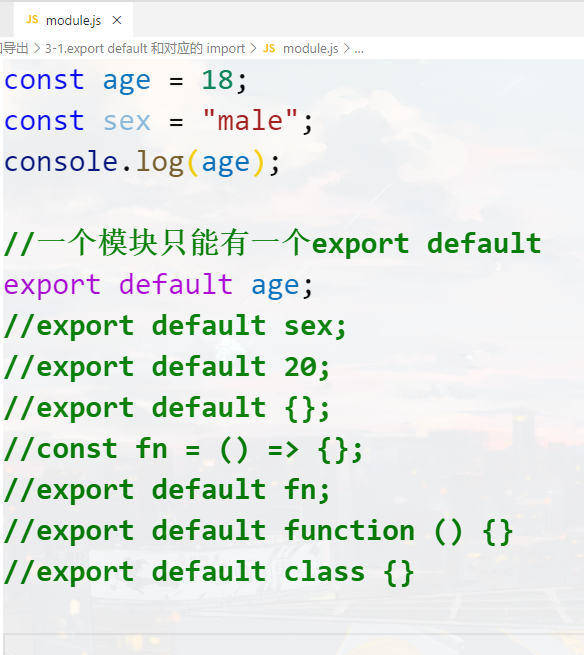 JS module.js ×
和导出 > 3-1.export default 和对应的 import > JS module.js > ...
const age = 18;
const sex = "male";
console.log(age);
//一个模块只能有一个export default
export default age;
//export default sex;
//export default 20;
//export default {};
//const fn = () => {};
//export default fn;
//export default function () {}
//export default class {}